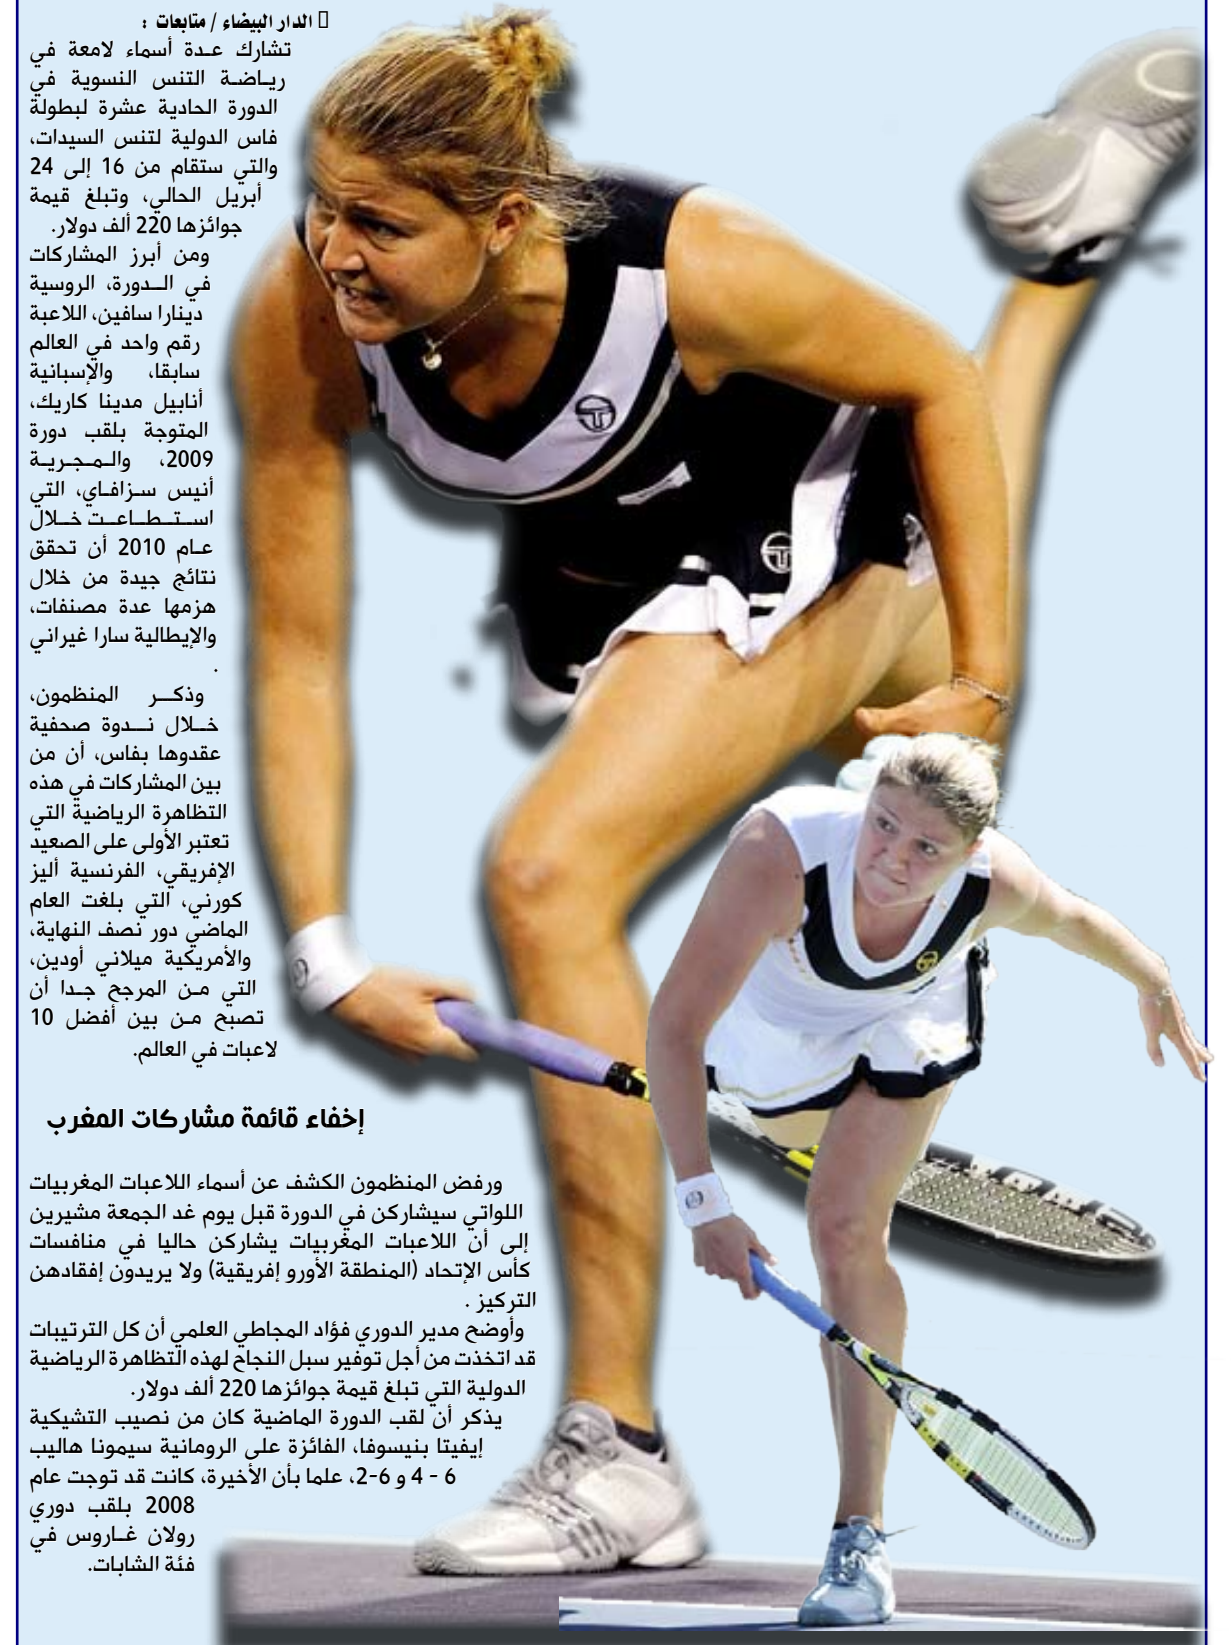 الدار البيضاء / متابعات :
تشارك عدة أسماء لامعة في
رياضة التنس النسوية في
الدورة الحادية عشرة لبطولة
فاس الدولية لتنس السيدات،
والتي ستقام من 16 إلى 24
أبريل الحالي، وتبلغ قيمة
جوائزها 220 ألف دولار.
ومن أبرز المشاركات
في الدورة، الروسية
دينارا سافين، اللاعبة
رقم واحد في العالم
سابقا، والإسبانية
أنابيل مدينا كاريك،
المتوجة بلقب دورة
2009، والمجرية
أنيس سزافاي، التي
استطاعت خلال
عام 2010 أن تحقق
نتائج جيدة من خلال
هزمها عدة مصنفات،
والإيطالية سارا غيراني
.
وذكر المنظمون،
خلال ندوة صحفية
عقدوها بفاس، أن من
بين المشاركات في هذه
التظاهرة الرياضية التي
تعتبر الأولى على الصعيد
الإفريقي، الفرنسية أليز
كورني، التي بلغت العام
الماضي دور نصف النهاية،
والأمريكية ميلاني أودين،
التي من المرجح جدا أن
تصبح من بين أفضل 10
لاعبات في العالم.
إخفاء قائمة مشاركات المغرب
ورفض المنظمون الكشف عن أسماء اللاعبات المغربيات
اللواتي سيشاركن في الدورة قبل يوم غد الجمعة مشيرين
إلى أن اللاعبات المغربيات يشاركن حاليا في منافسات
كأس الإتحاد (المنطقة الأورو إفريقية) ولا يريدون إفقادهن
التركيز .
وأوضح مدير الدوري فؤاد المجاطي العلمي أن كل الترتيبات
قد اتخذت من أجل توفير سبل النجاح لهذه التظاهرة الرياضية
الدولية التي تبلغ قيمة جوائزها 220 ألف دولار.
يذكر أن لقب الدورة الماضية كان من نصيب التشيكية
إيفيتا بنيسوفا، الفائزة على الرومانية سيمونا هاليب
6 - 4 و 6-2، علما بأن الأخيرة، كانت قد توجت عام
2008 بلقب دوري
رولان غاروس في
فئة الشابات.